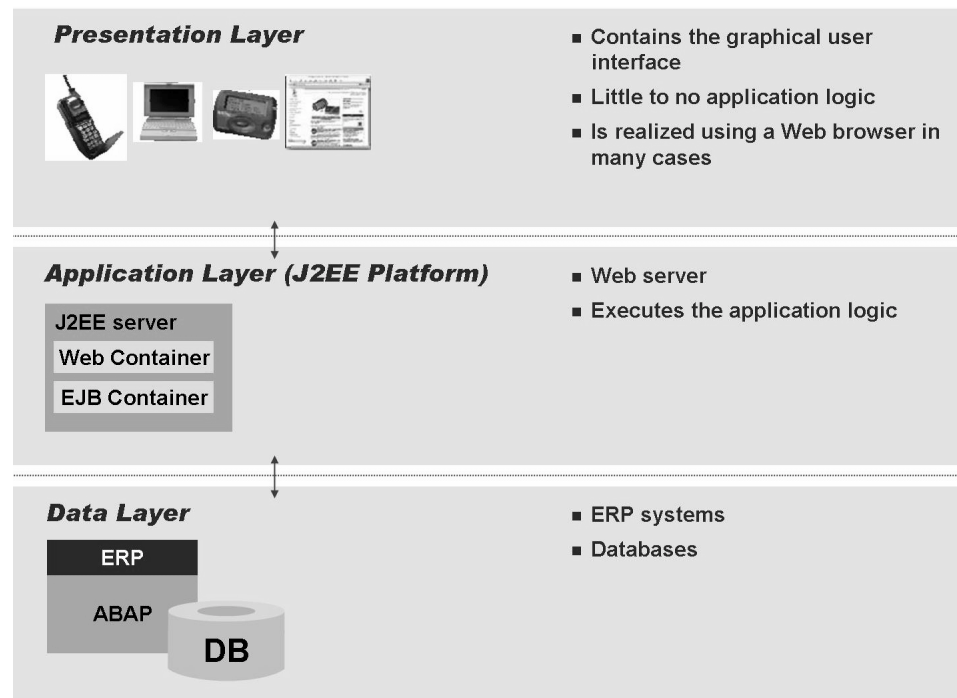 Presentation Layer
Contains the graphical user
interface
Little to no application logic
Is realized using a Web browser in
many cases
Application Layer (J2EE Platform)
J2EE server
Web Container
EJB Container
Web server
Executes the application logic
Data Layer
ERP
ABAP
DB
ERP systems
Databases